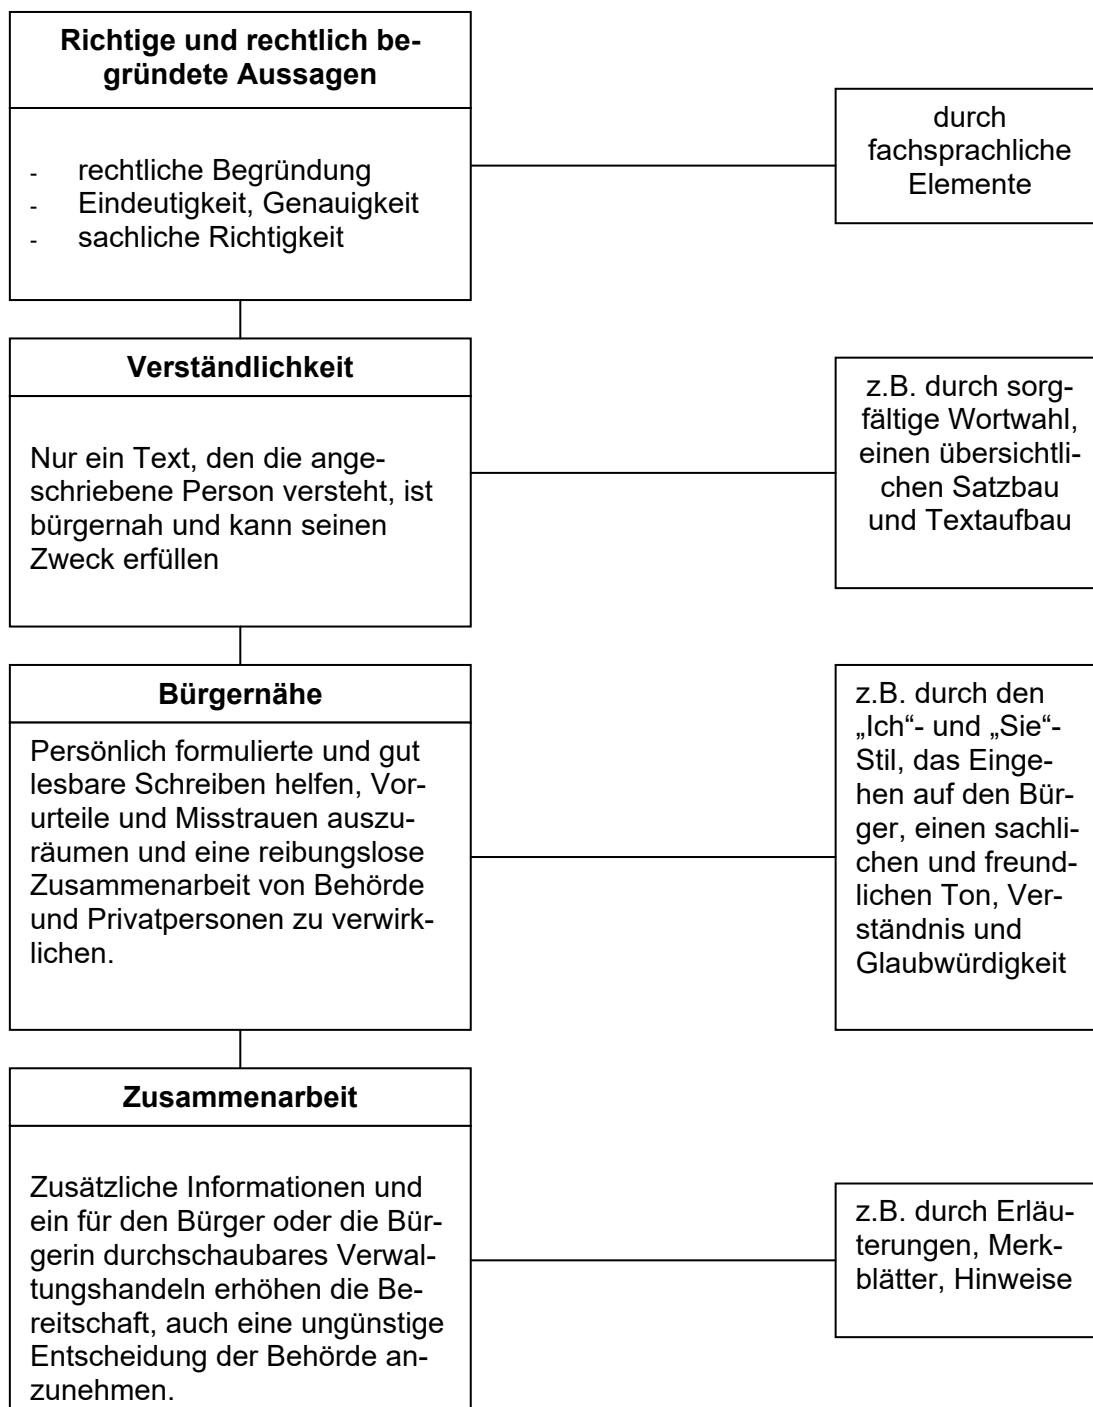 Richtige und rechtlich be-
gründete Aussagen
- rechtliche Begründung
- Eindeutigkeit, Genauigkeit
- sachliche Richtigkeit
durch
fachsprachliche
Elemente
Verständlichkeit
Nur ein Text, den die ange-
schriebene Person versteht, ist
bürgernah und kann seinen
Zweck erfüllen
z.B. durch sorg-
fältige Wortwahl,
einen übersichtli-
chen Satzbau
und Textaufbau
Bürgernähe
Persönlich formulierte und gut
lesbare Schreiben helfen, Vor-
urteile und Misstrauen auszu-
räumen und eine reibungslose
Zusammenarbeit von Behörde
und Privatpersonen zu verwirk-
lichen.
z.B. durch den
„Ich“- und „Sie“-
Stil, das Einge-
hen auf den Bür-
ger, einen sachli-
chen und freund-
lichen Ton, Ver-
ständnis und
Glaubwürdigkeit
Zusammenarbeit
Zusätzliche Informationen und
ein für den Bürger oder die Bür-
gerin durchschaubares Verwal-
tungshandeln erhöhen die Be-
reitschaft, auch eine ungünstige
Entscheidung der Behörde an-
zunehmen.
z.B. durch Erläu-
terungen, Merk-
blätter, Hinweise